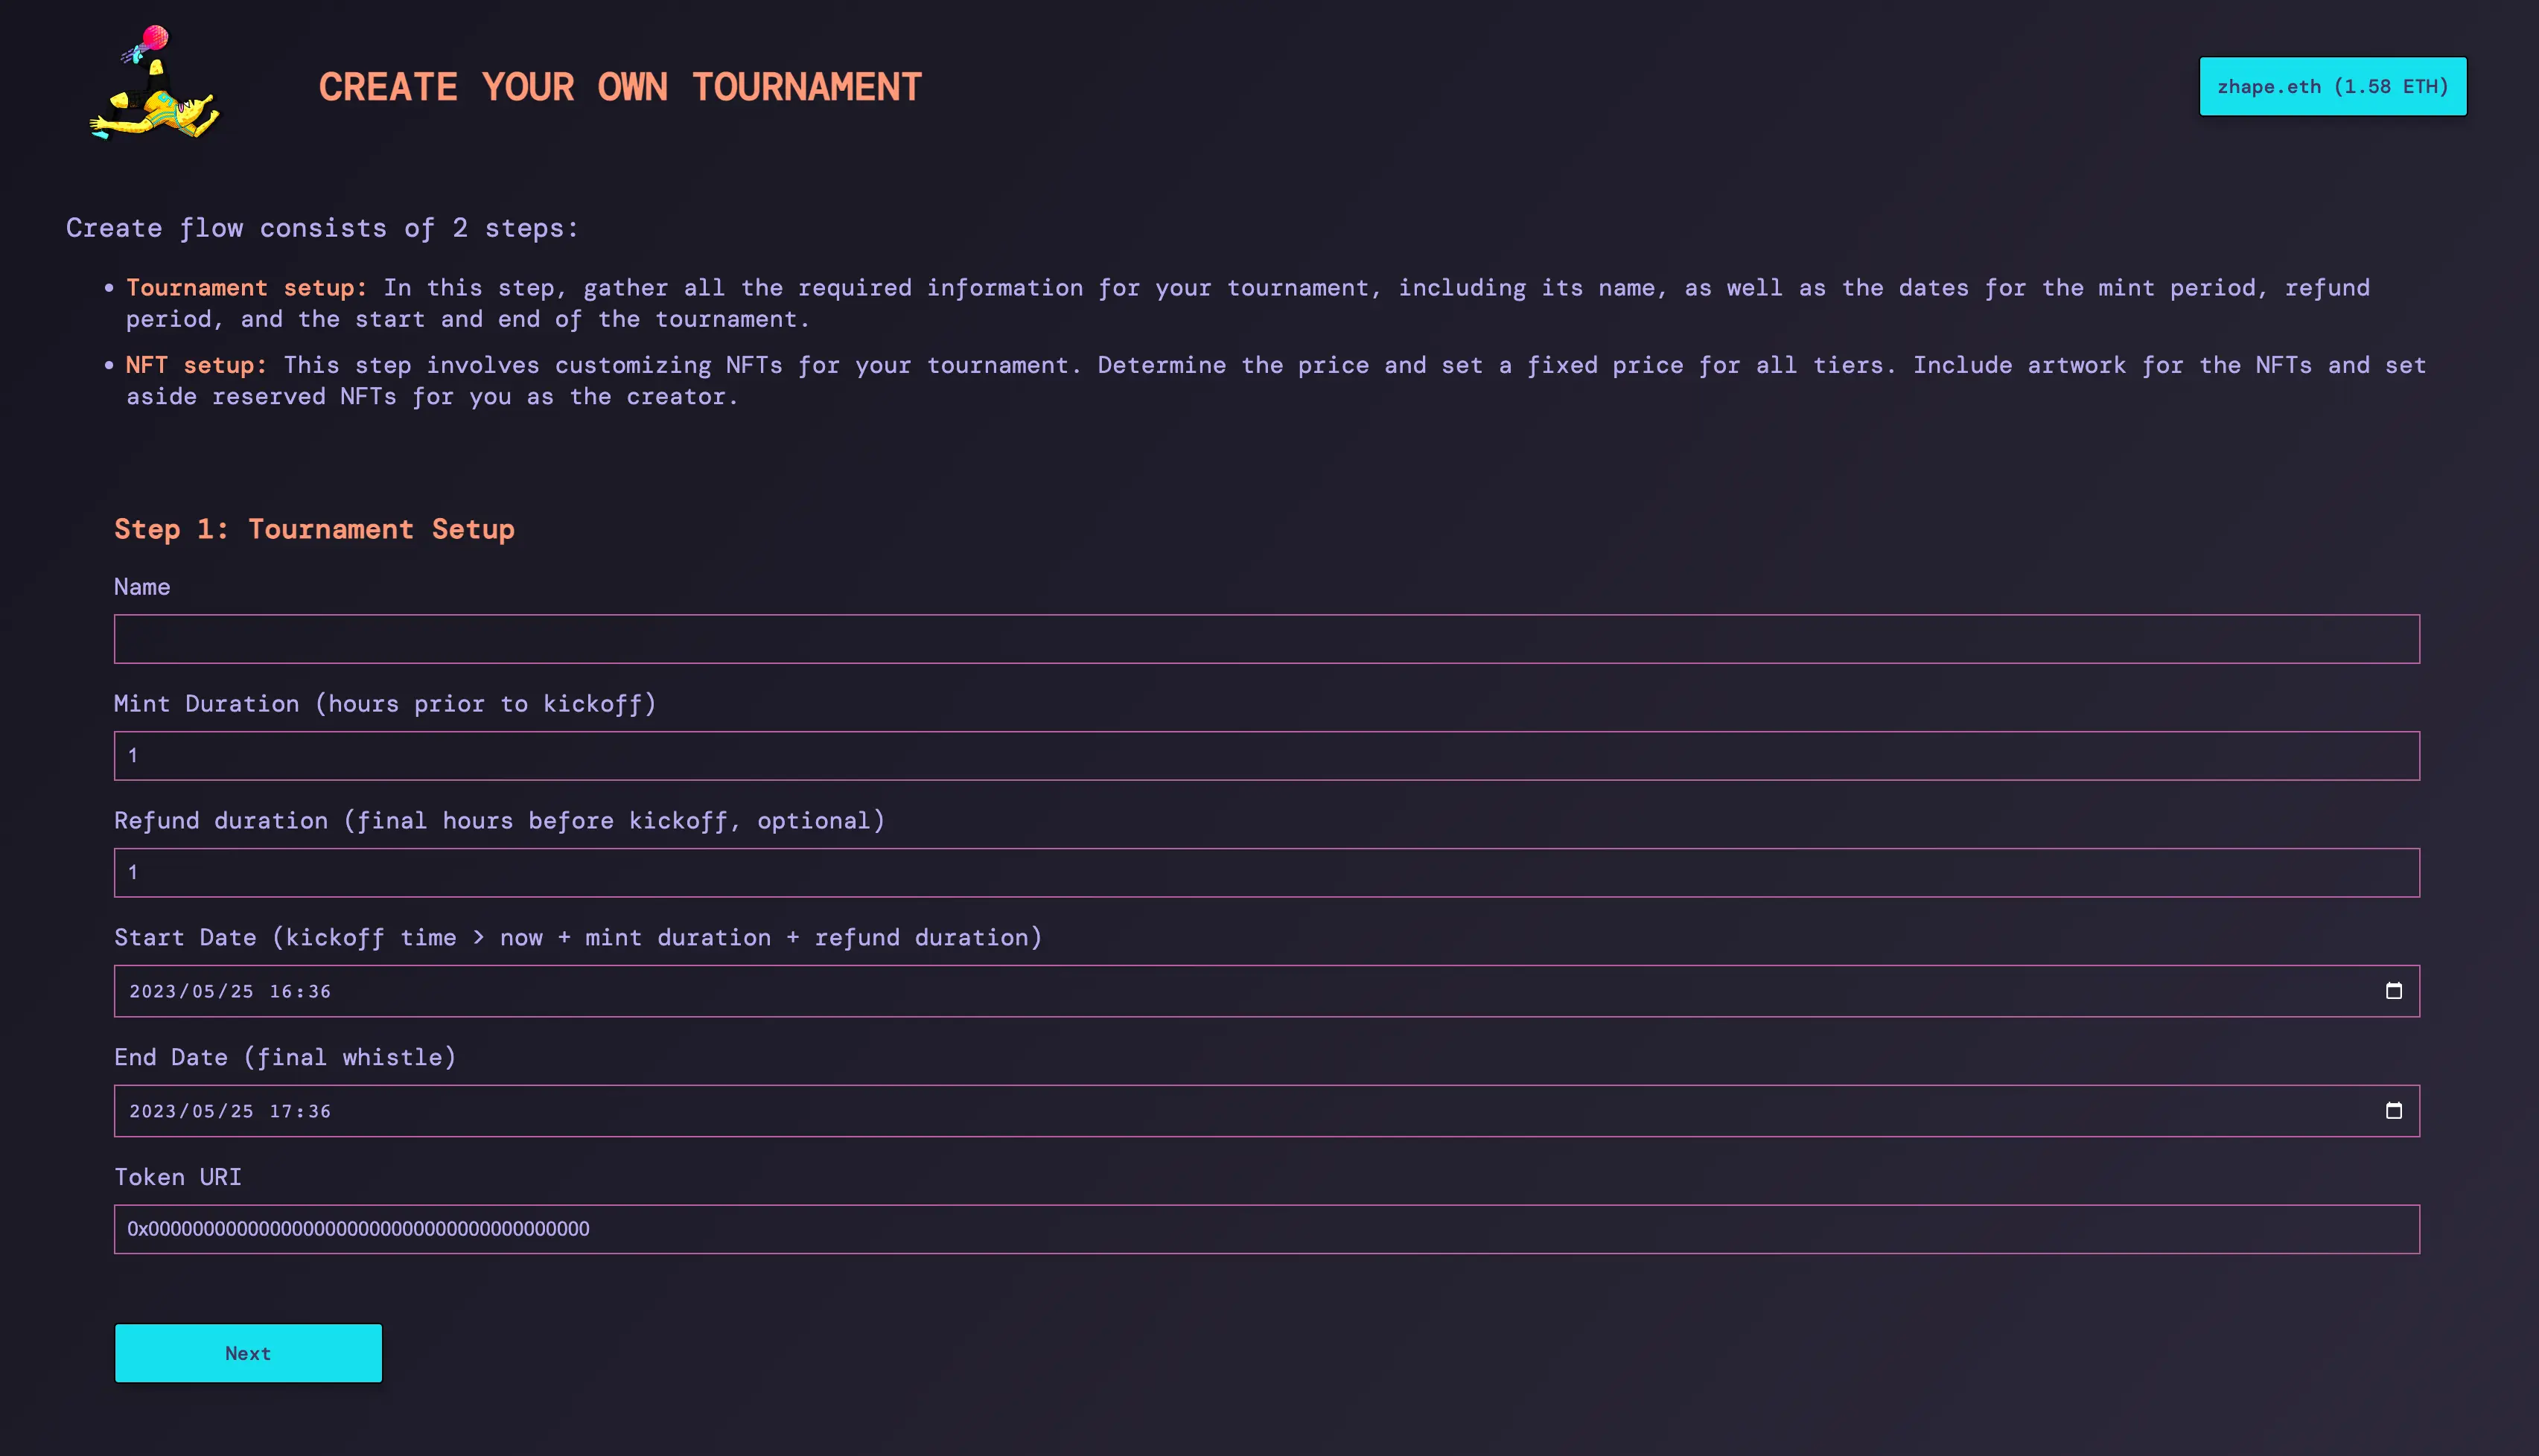 CREATE YOUR OWN TOURNAMENT
zhape.eth (1.58 ETH)
Create flow consists of 2 steps:
• Tournament setup: In this step, gather all the required information for your tournament, including its name, as well as the dates for the mint period, refund
period, and the start and end of the tournament.
• NFT setup: This step involves customizing NFTs for your tournament. Determine the price and set a fixed price for all tiers. Include artwork for the NFTs and set
aside reserved NFTs for you as the creator.
Step 1: Tournament Setup
Name
Mint Duration (hours prior to kickoff)
1
Refund duration (final hours before kickoff, optional)
1
Start Date (kickoff time > now + mint duration + refund duration)
2023/05/25 16:36
End Date (final whistle)
2023/05/25 17:36
Token URI
0x0000000000000000000000000000000000000000
Next